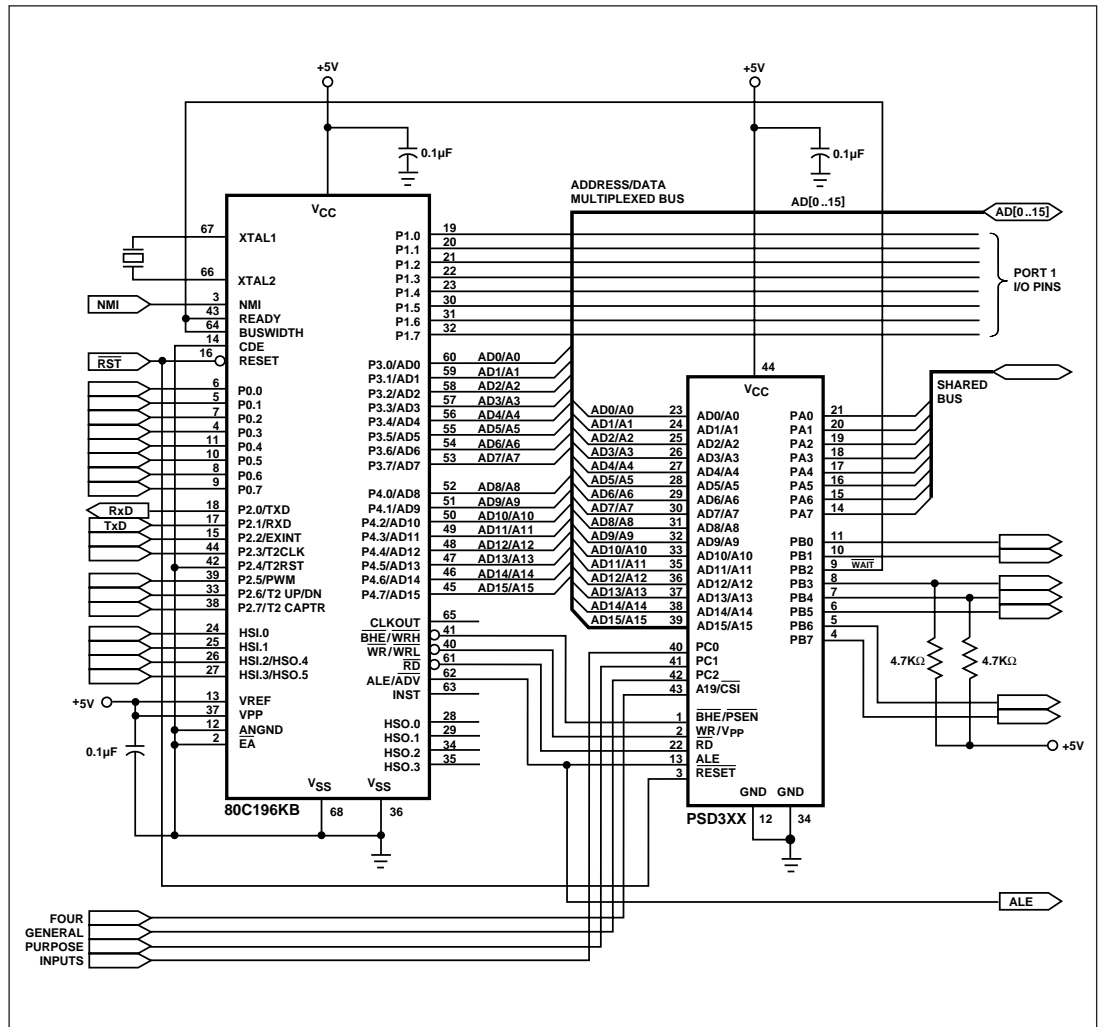 +5V
+5V
0.1µF
0.1µF
ADDRESS/DATA
MULTIPLEXED BUS
AD[0..15]
AD[0..15]
VCC
67 XTAL1
66 XTAL2
NMI 3 NMI
43 READY
64 BUSWIDTH
14 CDE
RST 16 RESET
6 P0.0
5 P0.1
7 P0.2
4 P0.3
11 P0.4
10 P0.5
8 P0.6
9 P0.7
RxD 18 P2.0/TXD
TxD 17 P2.1/RXD
15 P2.2/EXINT
44 P2.3/T2CLK
42 P2.4/T2RST
39 P2.5/PWM
33 P2.6/T2 UP/DN
38 P2.7/T2 CAPTR
24 HSI.0
25 HSI.1
26 HSI.2/HSO.4
27 HSI.3/HSO.5
+5V 13 VREF
37 VPP
12 ANGND
2 EA
0.1µF
VSS VSS
80C196KB 68 36
P1.0 19
P1.1 20
P1.2 21
P1.3 22
P1.4 23
P1.5 30
P1.6 31
P1.7 32
PORT 1
I/O PINS
P3.0/AD0 60 AD0/A0
P3.1/AD1 59 AD1/A1
P3.2/AD2 58 AD2/A2
P3.3/AD3 57 AD3/A3
P3.4/AD4 56 AD4/A4
P3.5/AD5 55 AD5/A5
P3.6/AD6 54 AD6/A6
P3.7/AD7 53 AD7/A7
P4.0/AD8 52 AD8/A8
P4.1/AD9 51 AD9/A9
P4.2/AD10 50 AD10/A10
P4.3/AD11 49 AD11/A11
P4.4/AD12 48 AD12/A12
P4.5/AD13 47 AD13/A13
P4.6/AD14 46 AD14/A14
P4.7/AD15 45 AD15/A15
CLKOUT 65
BHE/WRH 41
WR/WRL 40
RD 61
ALE/ADV 62
INST 63
HSO.0 28
HSO.1 29
HSO.2 34
HSO.3 35
44
VCC
AD0/A0 23 AD0/A0
AD1/A1 24 AD1/A1
AD2/A2 25 AD2/A2
AD3/A3 26 AD3/A3
AD4/A4 27 AD4/A4
AD5/A5 28 AD5/A5
AD6/A6 29 AD6/A6
AD7/A7 30 AD7/A7
AD8/A8 31 AD8/A8
AD9/A9 32 AD9/A9
AD10/A10 33 AD10/A10
AD11/A11 35 AD11/A11
AD12/A12 36 AD12/A12
AD13/A13 37 AD13/A13
AD14/A14 38 AD14/A14
AD15/A15 39 AD15/A15
40 PC0
41 PC1
42 PC2
43 A19/CSI
1 BHE/PSEN
2 WR/VPP
22 RD
13 ALE
3 RESET
GND GND
PSD3XX 12 34
PA0 21
PA1 20
PA2 19
PA3 18
PA4 17
PA5 16
PA6 15
PA7 14
SHARED
BUS
PB0 11
PB1 10
PB2 9 WAIT
PB3 8
PB4 7
PB5 6
PB6 5
PB7 4
4.7KΩ 4.7KΩ
+5V
ALE
FOUR
GENERAL
PURPOSE
INPUTS